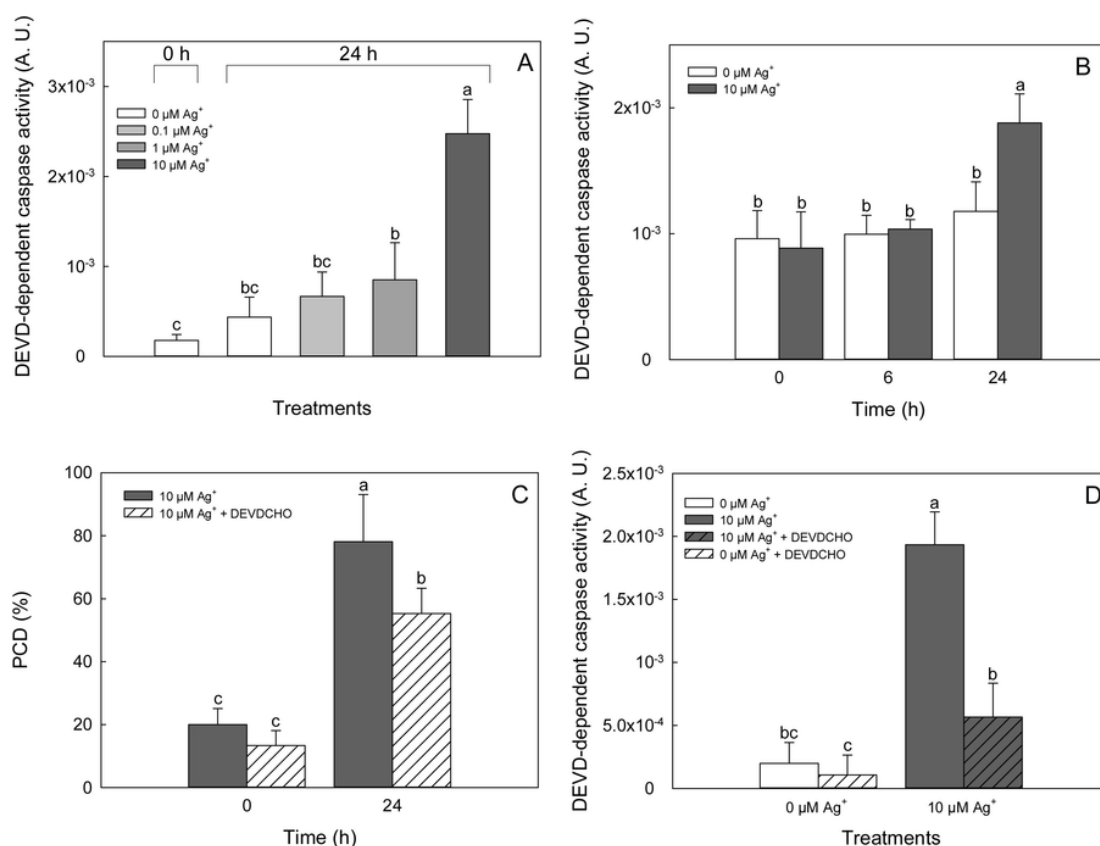 A
DEVD-dependent caspase activity (A. U.)
0 h
24 h
3x10⁻³
2x10⁻³
10⁻³
0
0 µM Ag⁺
0.1 µM Ag⁺
1 µM Ag⁺
10 µM Ag⁺
c
bc
bc
b
a
Treatments
B
DEVD-dependent caspase activity (A. U.)
2x10⁻³
10⁻³
0
0 µM Ag⁺
10 µM Ag⁺
b b b b b a
0 6 24
Time (h)
C
PCD (%)
100
80
60
40
20
0
10 µM Ag⁺
10 µM Ag⁺ + DEVDCHO
c c a b
0 24
Time (h)
D
DEVD-dependent caspase activity (A. U.)
2.5x10⁻³
2.0x10⁻³
1.5x10⁻³
10⁻³
5.0x10⁻⁴
0
0 µM Ag⁺
10 µM Ag⁺
10 µM Ag⁺ + DEVDCHO
0 µM Ag⁺ + DEVDCHO
bc c a b
0 µM Ag⁺ 10 µM Ag⁺
Treatments